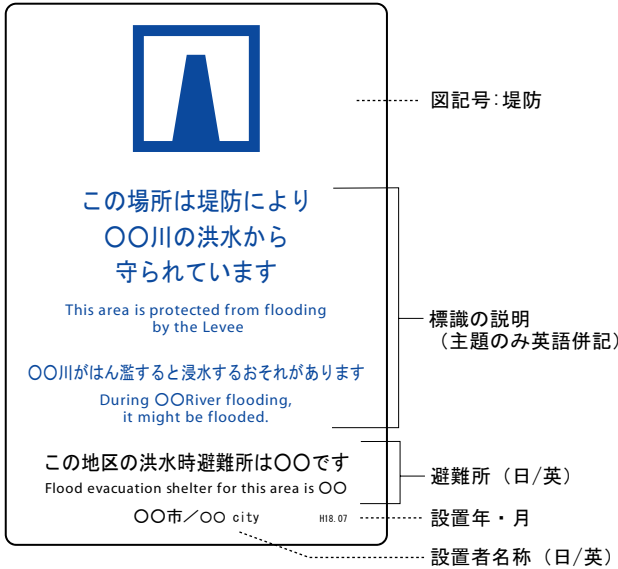 図記号:堤防
この場所は堤防により
〇〇川の洪水から
守られています
This area is protected from flooding
by the Levee
標識の説明
（主題のみ英語併記）
〇〇川がはん濫すると浸水するおそれがあります
During 〇〇River flooding,
it might be flooded.
この地区の洪水時避難所は〇〇です
Flood evacuation shelter for this area is 〇〇
避難所（日/英）
〇〇市／〇〇 city
H18.07
設置年・月
設置者名称（日/英）